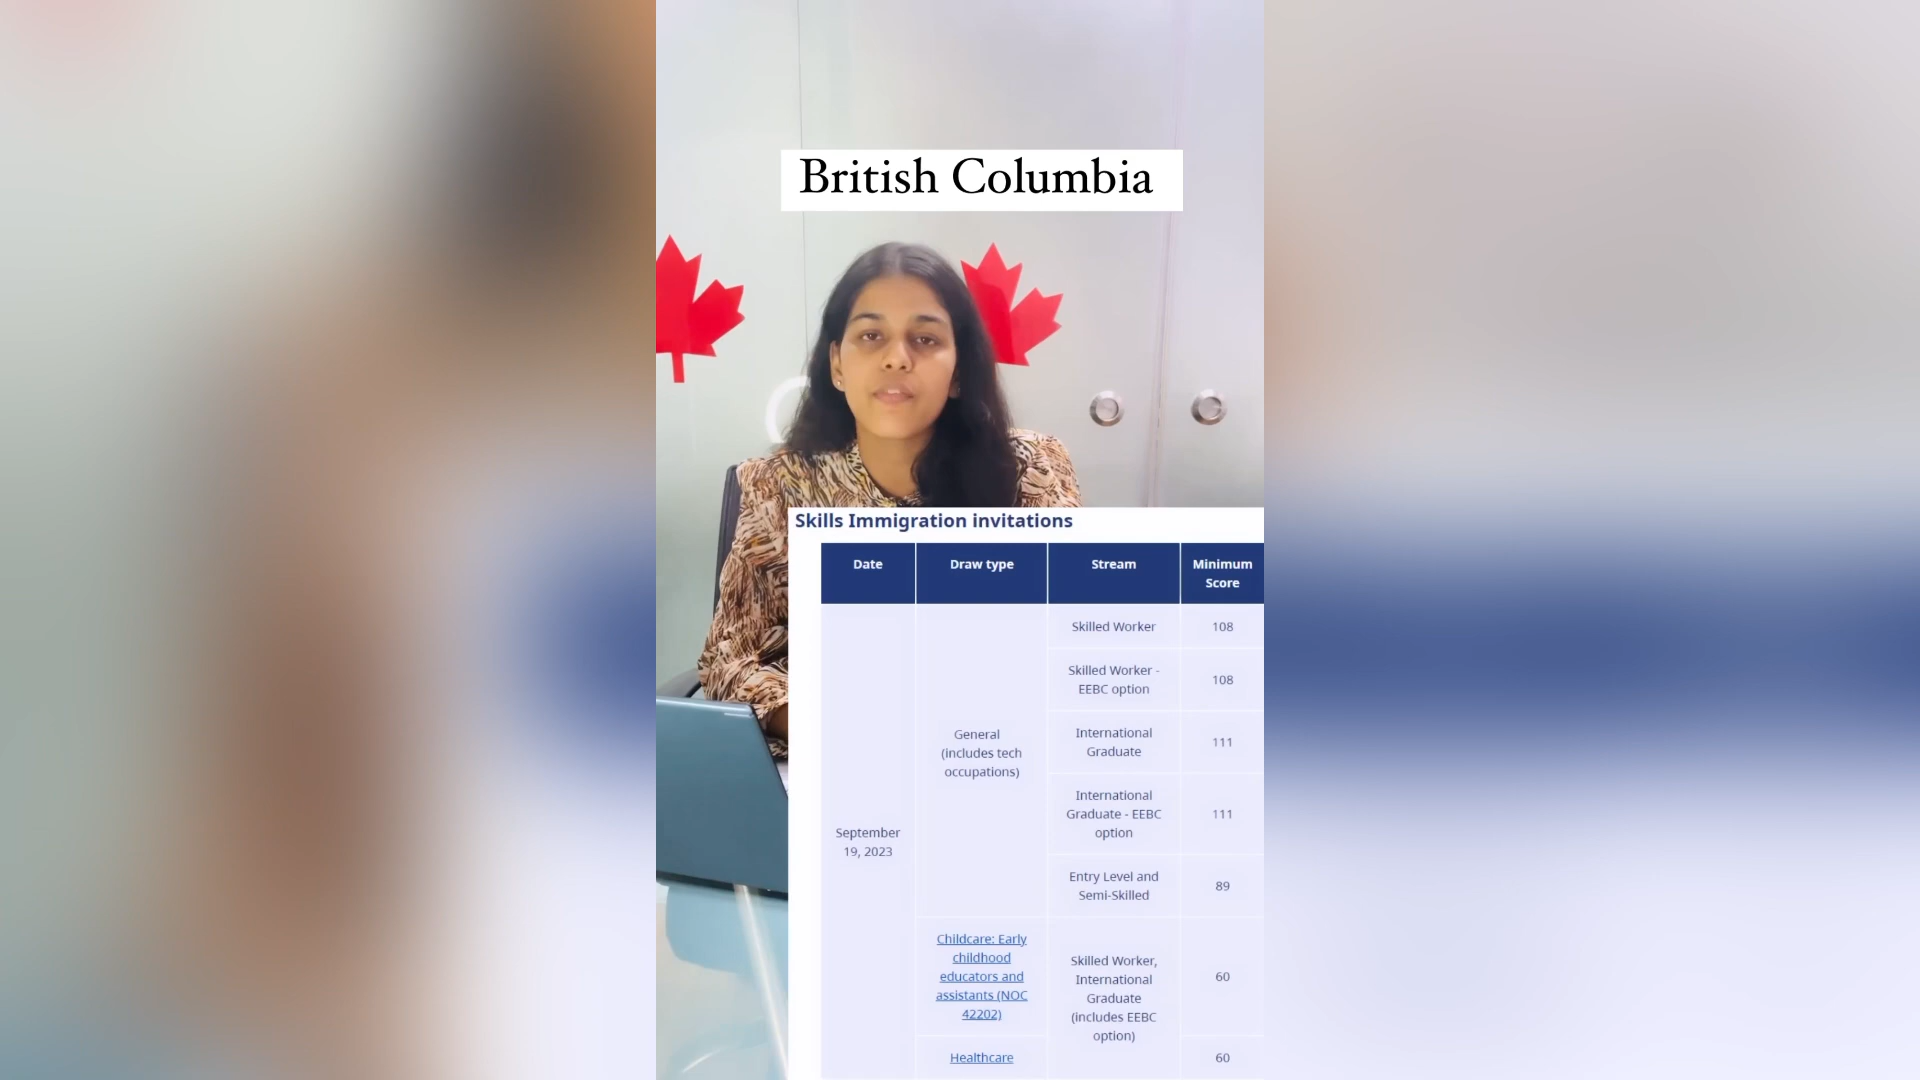 British Columbia
Skills Immigration invitations
Date
Draw type
Stream
Minimum
Score
September
19, 2023
General
(includes tech
occupations)
Skilled Worker
108
Skilled Worker -
EEBC option
108
International
Graduate
111
International
Graduate - EEBC
option
111
Entry Level and
Semi-Skilled
89
Childcare: Early
childhood
educators and
assistants (NOC
42202)
Skilled Worker,
International
Graduate
(includes EEBC
option)
60
Healthcare
60